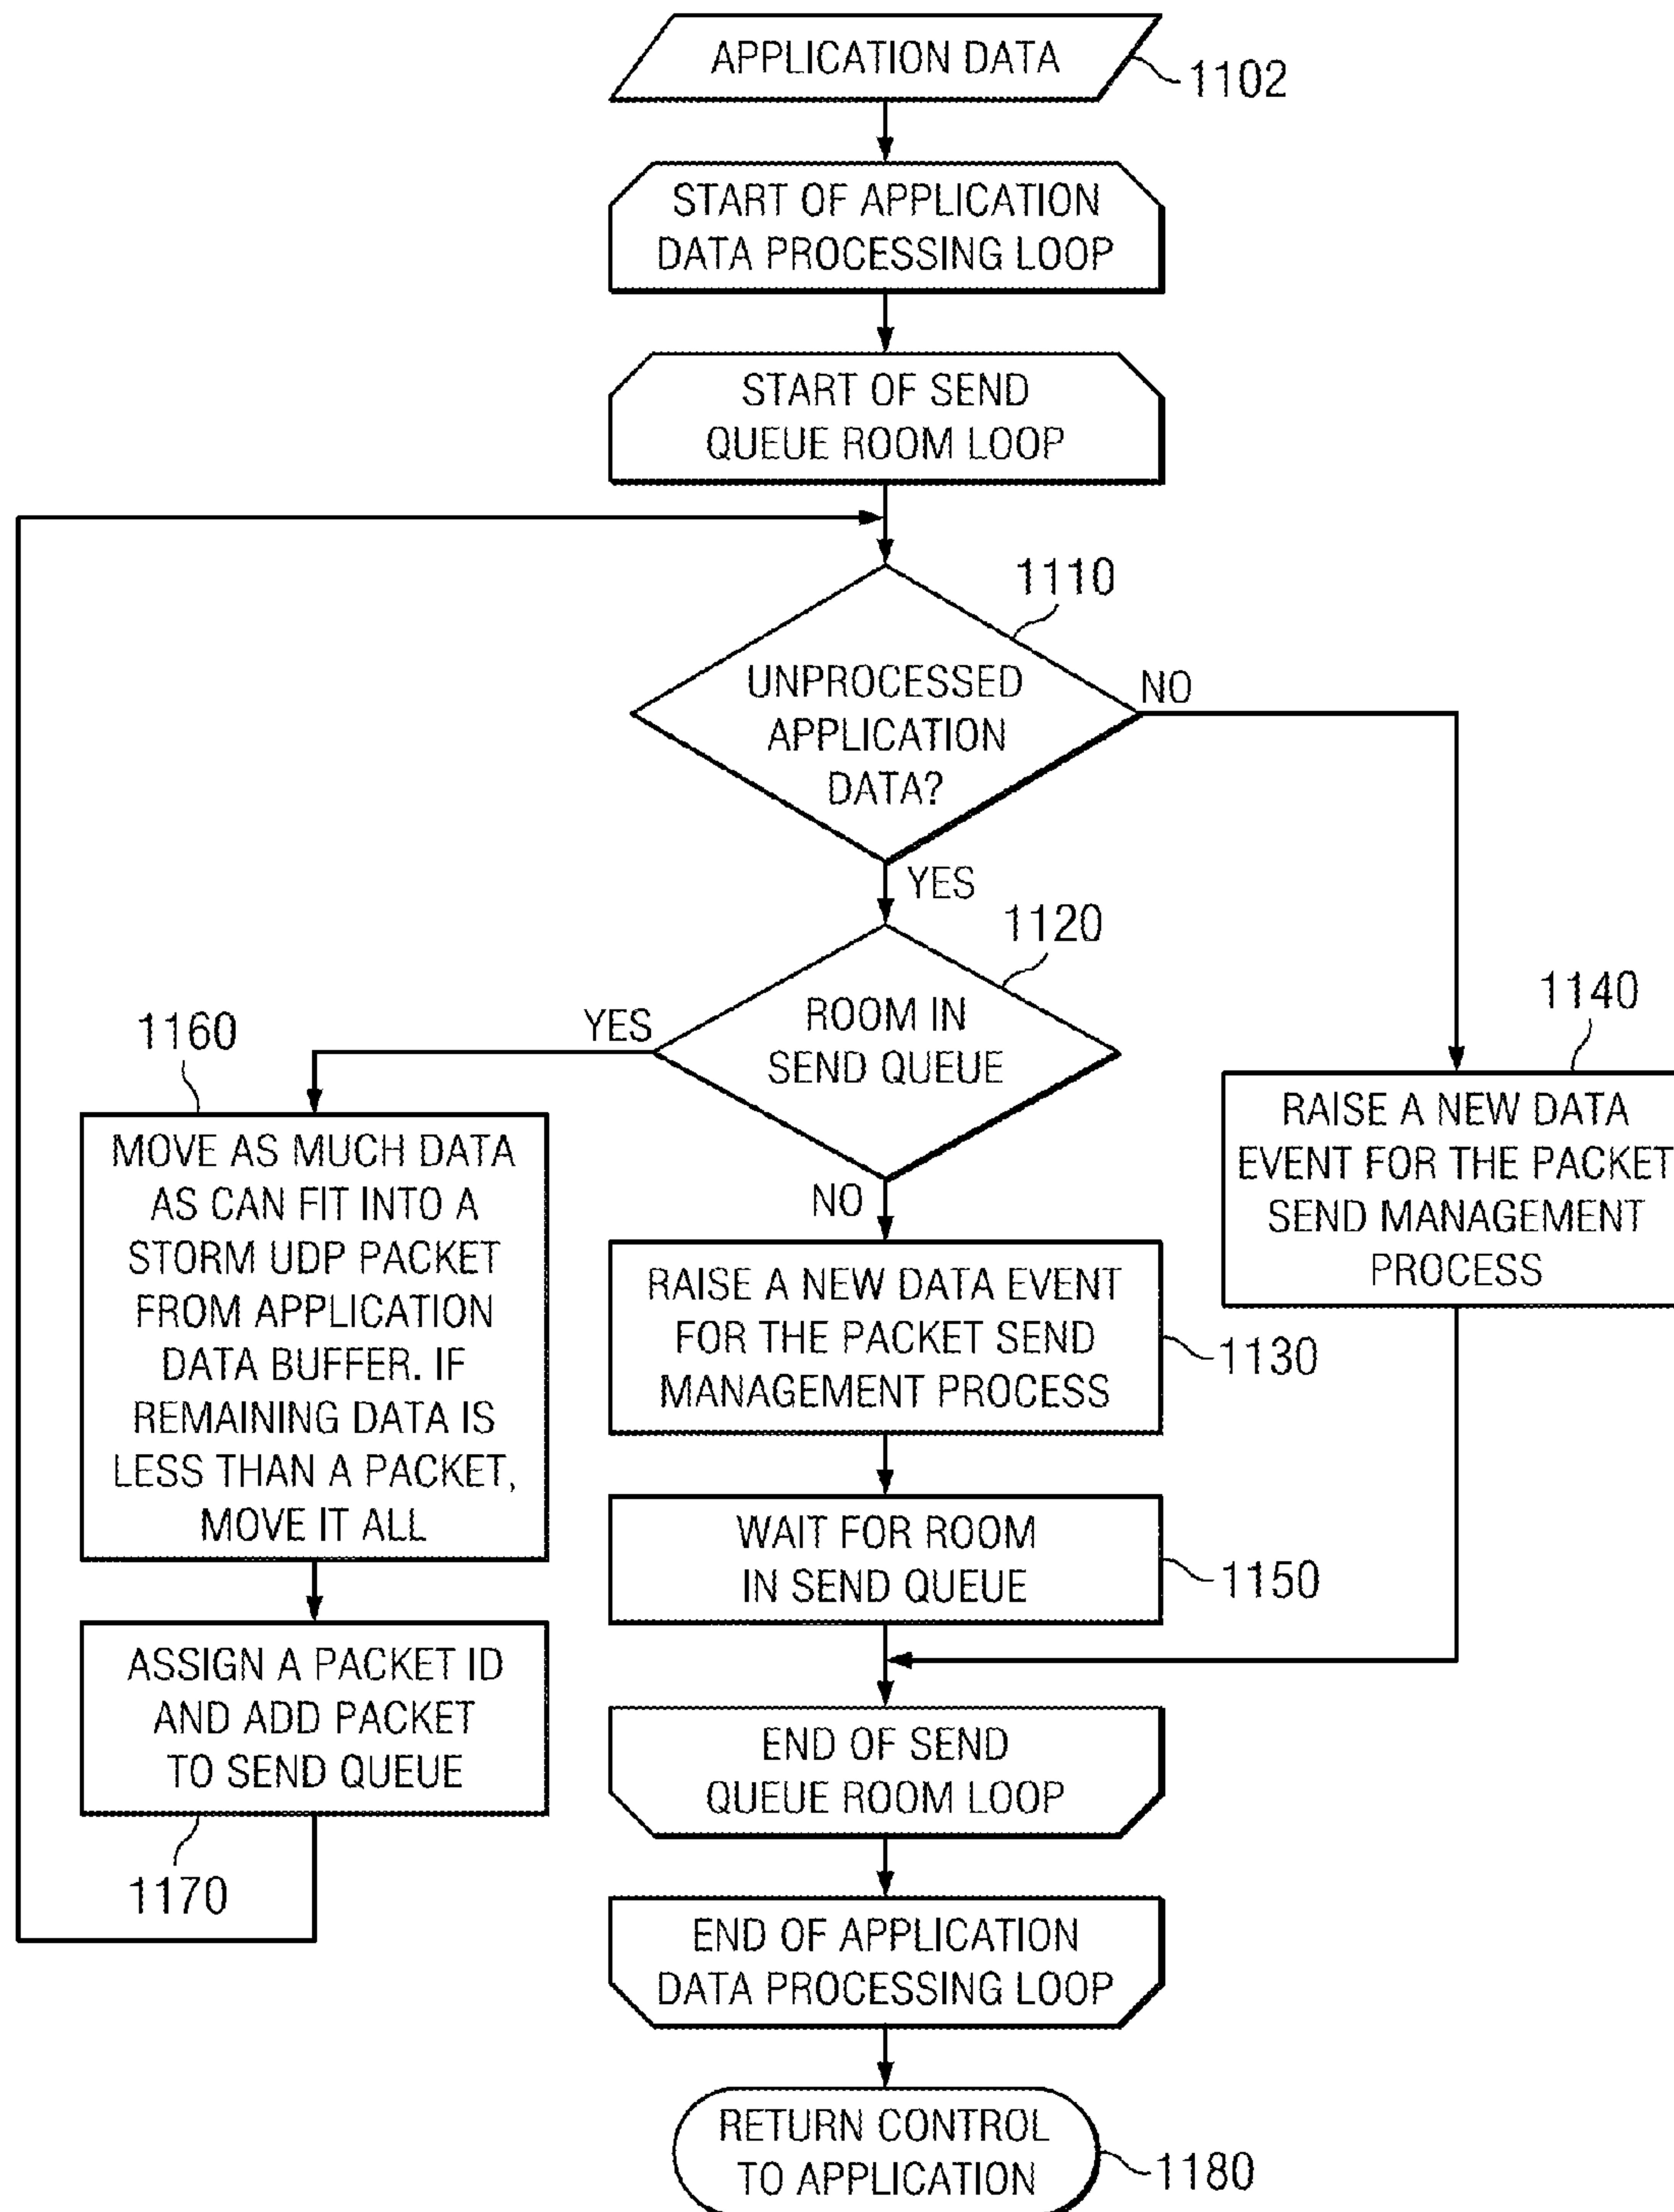 APPLICATION DATA
1102
START OF APPLICATION
DATA PROCESSING LOOP
START OF SEND
QUEUE ROOM LOOP
1110
UNPROCESSED
APPLICATION
DATA?
NO
YES
1120
ROOM IN
SEND QUEUE
YES
NO
1160
MOVE AS MUCH DATA
AS CAN FIT INTO A
STORM UDP PACKET
FROM APPLICATION
DATA BUFFER. IF
REMAINING DATA IS
LESS THAN A PACKET,
MOVE IT ALL
1140
RAISE A NEW DATA
EVENT FOR THE PACKET
SEND MANAGEMENT
PROCESS
RAISE A NEW DATA EVENT
FOR THE PACKET SEND
MANAGEMENT PROCESS
1130
WAIT FOR ROOM
IN SEND QUEUE
1150
ASSIGN A PACKET ID
AND ADD PACKET
TO SEND QUEUE
1170
END OF SEND
QUEUE ROOM LOOP
END OF APPLICATION
DATA PROCESSING LOOP
RETURN CONTROL
TO APPLICATION
1180